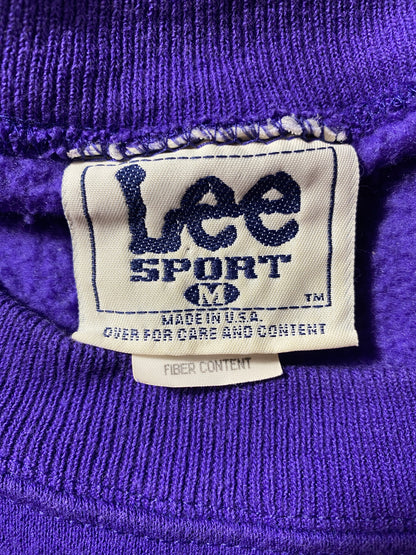 Lee
SPORT
M
TM
MADE IN U.S.A.
OVER FOR CARE AND CONTENT
FIBER CONTENT